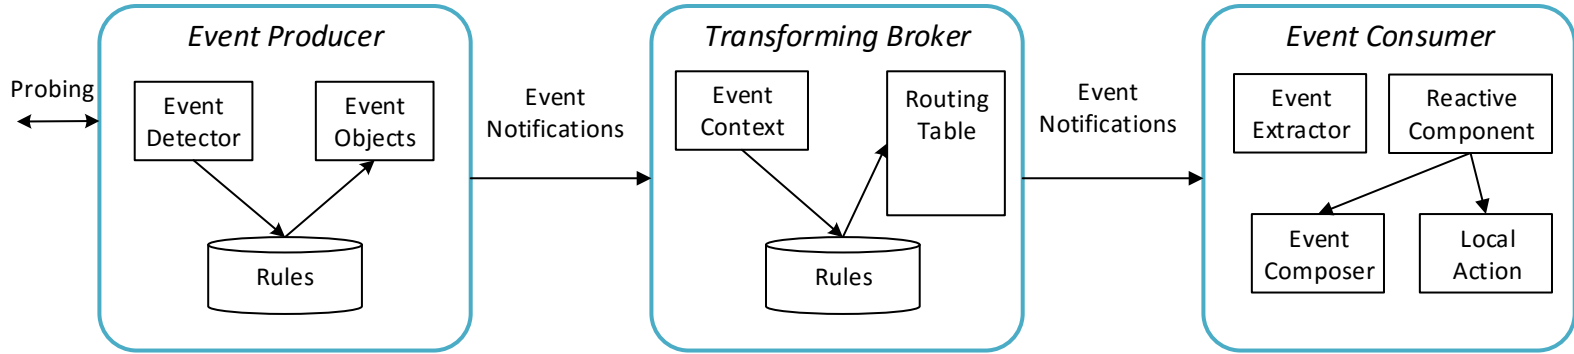 Event Producer
Transforming Broker
Event Consumer
Probing
Event
Detector
Event
Objects
Rules
Event
Notifications
Event
Context
Routing
Table
Rules
Event
Notifications
Event
Extractor
Reactive
Component
Event
Composer
Local
Action